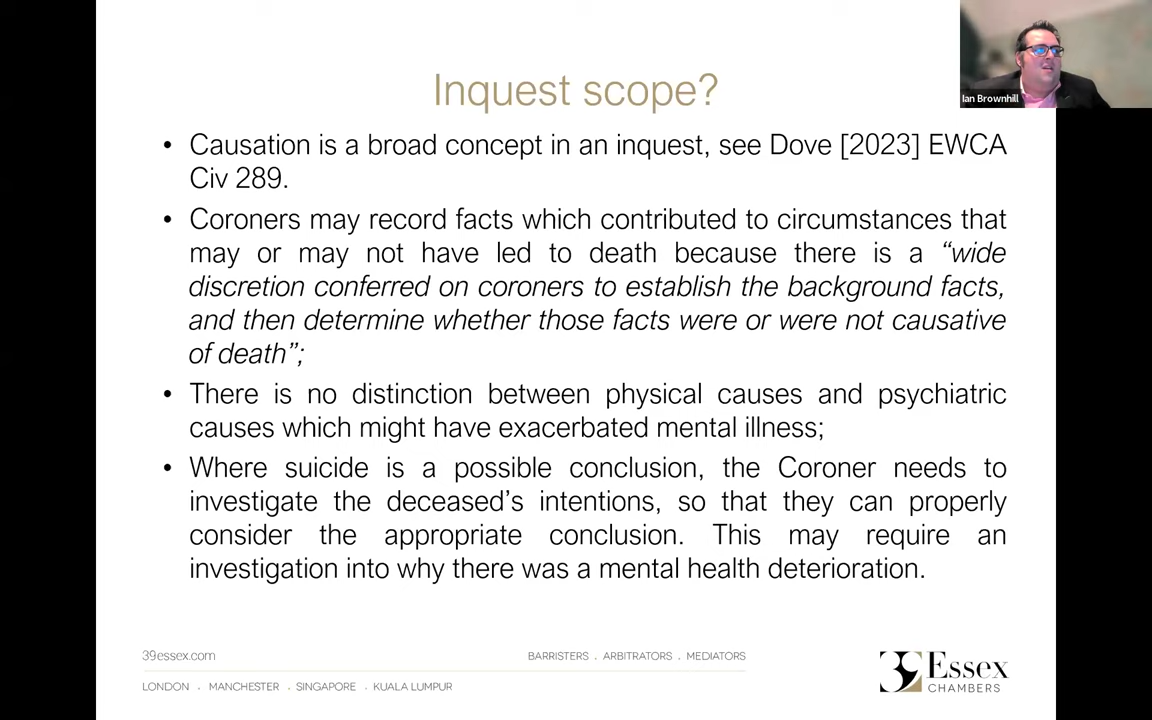 Ian Brownhill
Inquest scope?
• Causation is a broad concept in an inquest, see Dove [2023] EWCA
Civ 289.
• Coroners may record facts which contributed to circumstances that
may or may not have led to death because there is a “wide
discretion conferred on coroners to establish the background facts,
and then determine whether those facts were or were not causative
of death”;
• There is no distinction between physical causes and psychiatric
causes which might have exacerbated mental illness;
• Where suicide is a possible conclusion, the Coroner needs to
investigate the deceased’s intentions, so that they can properly
consider the appropriate conclusion. This may require an
investigation into why there was a mental health deterioration.
39essex.com
BARRISTERS . ARBITRATORS . MEDIATORS
LONDON . MANCHESTER . SINGAPORE . KUALA LUMPUR
39 Essex
CHAMBERS